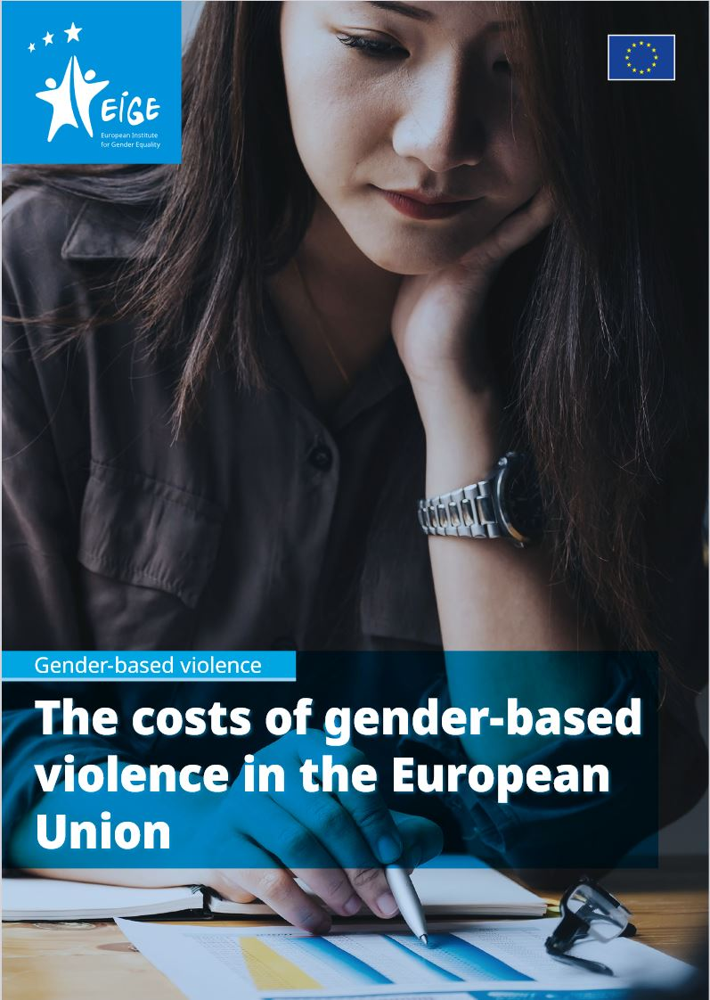 EIGE
European Institute
for Gender Equality
Gender-based violence
The costs of gender-based
violence in the European
Union